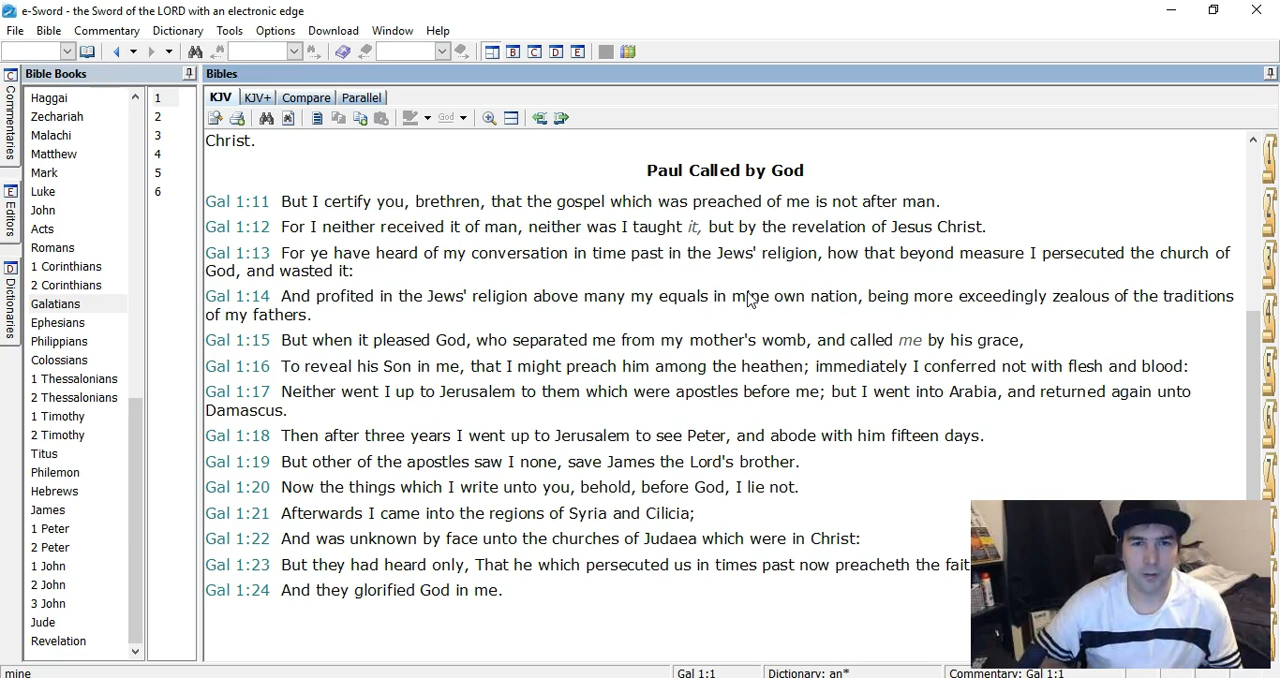 e-Sword - the Sword of the LORD with an electronic edge
File Bible Commentary Dictionary Tools Options Download Window Help
B C D E
C Commentaries
E Editors
D Dictionaries
Bible Books
Haggai
Zechariah
Malachi
Matthew
Mark
Luke
John
Acts
Romans
1 Corinthians
2 Corinthians
Galatians
Ephesians
Philippians
Colossians
1 Thessalonians
2 Thessalonians
1 Timothy
2 Timothy
Titus
Philemon
Hebrews
James
1 Peter
2 Peter
1 John
2 John
3 John
Jude
Revelation
1
2
3
4
5
6
Bibles
KJV KJV+ Compare Parallel
God
Christ.
Paul Called by God
Gal 1:11 But I certify you, brethren, that the gospel which was preached of me is not after man.
Gal 1:12 For I neither received it of man, neither was I taught it, but by the revelation of Jesus Christ.
Gal 1:13 For ye have heard of my conversation in time past in the Jews' religion, how that beyond measure I persecuted the church of
God, and wasted it:
Gal 1:14 And profited in the Jews' religion above many my equals in mine own nation, being more exceedingly zealous of the traditions
of my fathers.
Gal 1:15 But when it pleased God, who separated me from my mother's womb, and called me by his grace,
Gal 1:16 To reveal his Son in me, that I might preach him among the heathen; immediately I conferred not with flesh and blood:
Gal 1:17 Neither went I up to Jerusalem to them which were apostles before me; but I went into Arabia, and returned again unto
Damascus.
Gal 1:18 Then after three years I went up to Jerusalem to see Peter, and abode with him fifteen days.
Gal 1:19 But other of the apostles saw I none, save James the Lord's brother.
Gal 1:20 Now the things which I write unto you, behold, before God, I lie not.
Gal 1:21 Afterwards I came into the regions of Syria and Cilicia;
Gal 1:22 And was unknown by face unto the churches of Judaea which were in Christ:
Gal 1:23 But they had heard only, That he which persecuted us in times past now preacheth the fait
Gal 1:24 And they glorified God in me.
1
2
3
4
5
6
7
mine Gal 1:1 Dictionary: an* Commentary: Gal 1:1